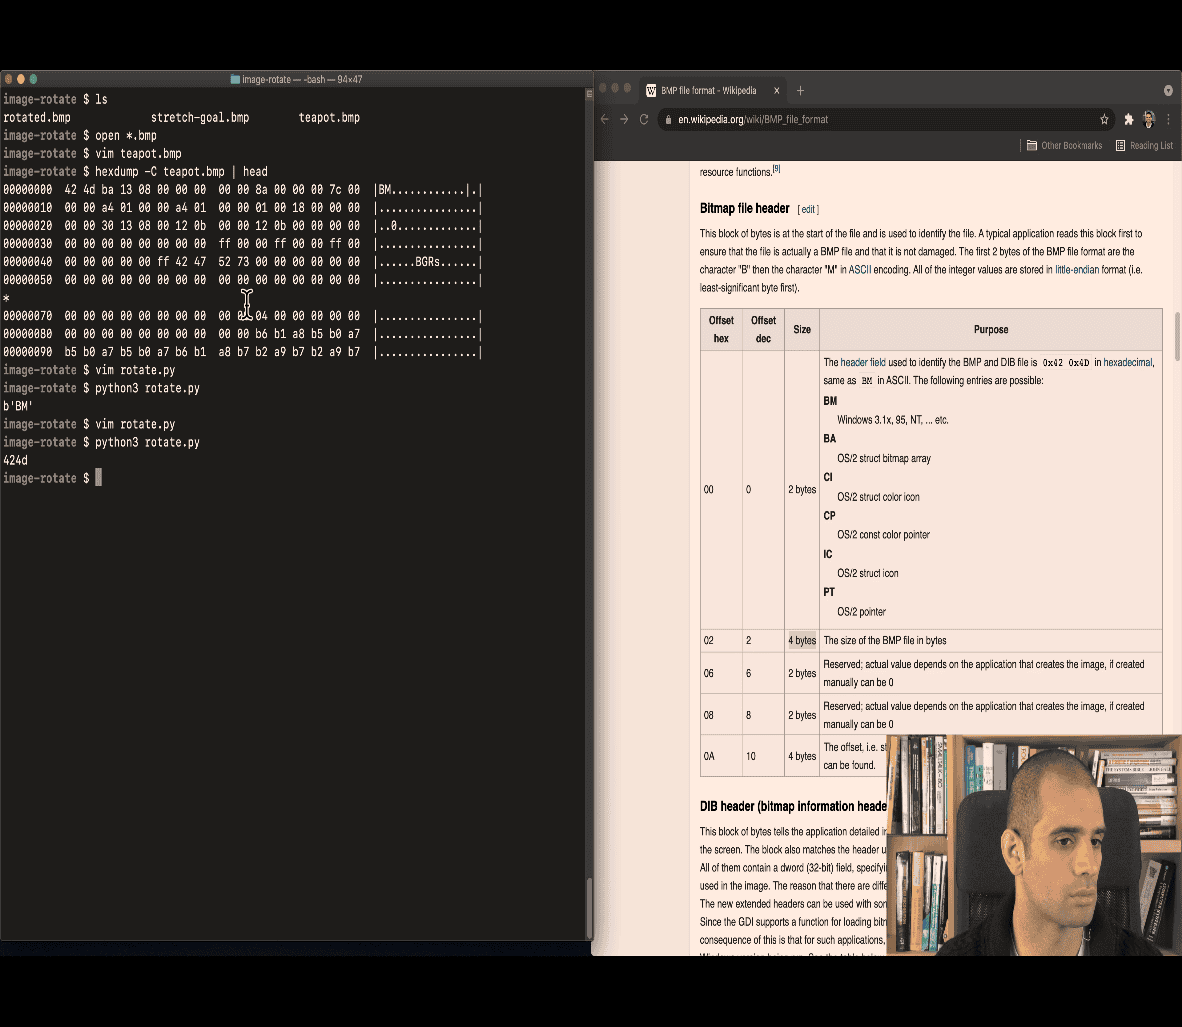 image-rotate — -bash — 94×47
image-rotate $ ls
rotated.bmp stretch-goal.bmp teapot.bmp
image-rotate $ open *.bmp
image-rotate $ vim teapot.bmp
image-rotate $ hexdump -C teapot.bmp | head
00000000 42 4d ba 13 08 00 00 00 00 00 8a 00 00 00 7c 00 |BM............|.|
00000010 00 00 a4 01 00 00 a4 01 00 00 01 00 18 00 00 00 |................|
00000020 00 00 30 13 08 00 12 0b 00 00 12 0b 00 00 00 00 |..0.............|
00000030 00 00 00 00 00 00 00 00 ff 00 00 ff 00 00 ff 00 |................|
00000040 00 00 00 00 00 ff 42 47 52 73 00 00 00 00 00 00 |......BGRs......|
00000050 00 00 00 00 00 00 00 00 00 00 00 00 00 00 00 00 |................|
*
00000070 00 00 00 00 00 00 00 00 00 04 00 00 00 00 00 |................|
00000080 00 00 00 00 00 00 00 00 00 00 b6 b1 a8 b5 b0 a7 |................|
00000090 b5 b0 a7 b5 b0 a7 b6 b1 a8 b7 b2 a9 b7 b2 a9 b7 |................|
image-rotate $ vim rotate.py
image-rotate $ python3 rotate.py
b'BM'
image-rotate $ vim rotate.py
image-rotate $ python3 rotate.py
424d
image-rotate $
BMP file format - Wikipedia
en.wikipedia.org/wiki/BMP_file_format
Other Bookmarks Reading List
resource functions.[9]
Bitmap file header [ edit ]
This block of bytes is at the start of the file and is used to identify the file. A typical application reads this block first to
ensure that the file is actually a BMP file and that it is not damaged. The first 2 bytes of the BMP file format are the
character "B" then the character "M" in ASCII encoding. All of the integer values are stored in little-endian format (i.e.
least-significant byte first).
Offset hex Offset dec Size Purpose
The header field used to identify the BMP and DIB file is 0x42 0x4D in hexadecimal,
same as BM in ASCII. The following entries are possible:
BM
Windows 3.1x, 95, NT, ... etc.
BA
OS/2 struct bitmap array
CI
OS/2 struct color icon
00 0 2 bytes
CP
OS/2 const color pointer
IC
OS/2 struct icon
PT
OS/2 pointer
02 2 4 bytes The size of the BMP file in bytes
06 6 2 bytes Reserved; actual value depends on the application that creates the image, if created
manually can be 0
08 8 2 bytes Reserved; actual value depends on the application that creates the image, if created
manually can be 0
0A 10 4 bytes The offset, i.e.
can be found.
DIB header (bitmap information
This block of bytes tells the application detailed
the screen. The block also matches the header
All of them contain a dword (32-bit) field,
used in the image. The reason that there are
The new extended headers can be used with
Since the GDI supports a function for loading
consequence of this is that for such applications,